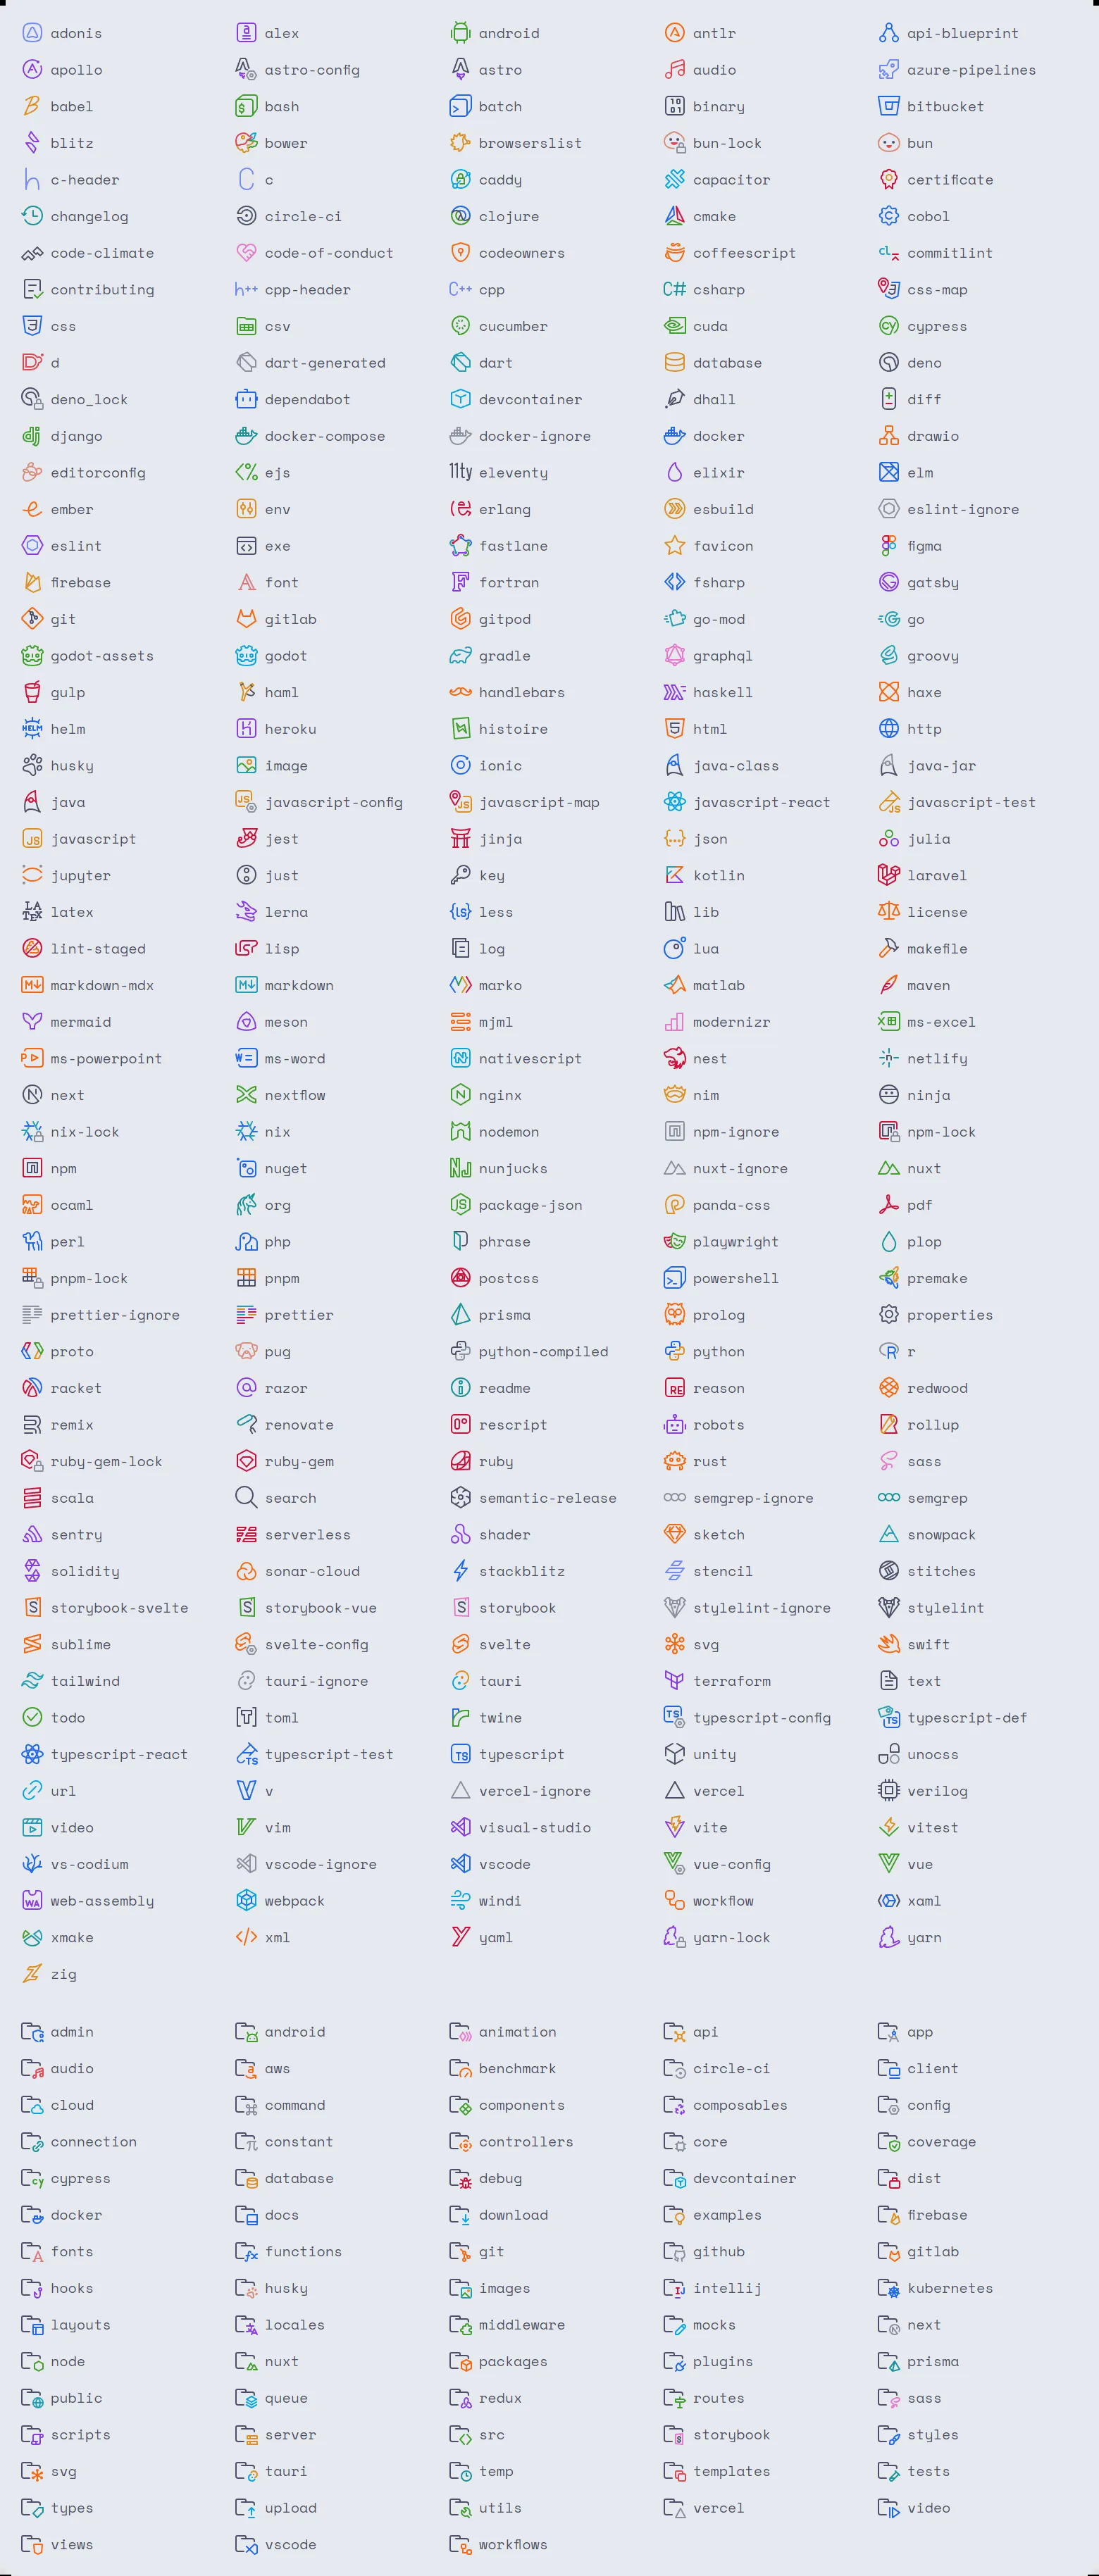 adonis alex android antlr api-blueprint
apollo astro-config astro audio azure-pipelines
babel bash batch binary bitbucket
blitz bower browserslist bun-lock bun
c-header c caddy capacitor certificate
changelog circle-ci clojure cmake cobol
code-climate code-of-conduct codeowners coffeescript commitlint
contributing cpp-header cpp csharp css-map
css csv cucumber cuda cypress
d dart-generated dart database deno
deno_lock dependabot devcontainer dhall diff
django docker-compose docker-ignore docker drawio
editorconfig ejs eleventy elixir elm
ember env erlang esbuild eslint-ignore
eslint exe fastlane favicon figma
firebase font fortran fsharp gatsby
git gitlab gitpod go-mod go
godot-assets godot gradle graphql groovy
gulp haml handlebars haskell haxe
helm heroku histoire html http
husky image ionic java-class java-jar
java javascript-config javascript-map javascript-react javascript-test
javascript jest jinja json julia
jupyter just key kotlin laravel
latex lerna less lib license
lint-staged lisp log lua makefile
markdown-mdx markdown marko matlab maven
mermaid meson mjml modernizr ms-excel
ms-powerpoint ms-word nativescript nest netlify
next nextflow nginx nim ninja
nix-lock nix nodemon npm-ignore npm-lock
npm nuget nunjucks nuxt-ignore nuxt
ocaml org package-json panda-css pdf
perl php phrase playwright plop
pnpm-lock pnpm postcss powershell premake
prettier-ignore prettier prisma prolog properties
proto pug python-compiled python r
racket razor readme reason redwood
remix renovate rescript robots rollup
ruby-gem-lock ruby-gem ruby rust sass
scala search semantic-release semgrep-ignore semgrep
sentry serverless shader sketch snowpack
solidity sonar-cloud stackblitz stencil stitches
storybook-svelte storybook-vue storybook stylelint-ignore stylelint
sublime svelte-config svelte svg swift
tailwind tauri-ignore tauri terraform text
todo toml twine typescript-config typescript-def
typescript-react typescript-test typescript unity unocss
url v vercel-ignore vercel verilog
video vim visual-studio vite vitest
vs-codium vscode-ignore vscode vue-config vue
web-assembly webpack windi workflow xaml
xmake xml yaml yarn-lock yarn
zig
admin android animation api app
audio aws benchmark circle-ci client
cloud command components composables config
connection constant controllers core coverage
cypress database debug devcontainer dist
docker docs download examples firebase
fonts functions git github gitlab
hooks husky images intellij kubernetes
layouts locales middleware mocks next
node nuxt packages plugins prisma
public queue redux routes sass
scripts server src storybook styles
svg tauri temp templates tests
types upload utils vercel video
views vscode workflows